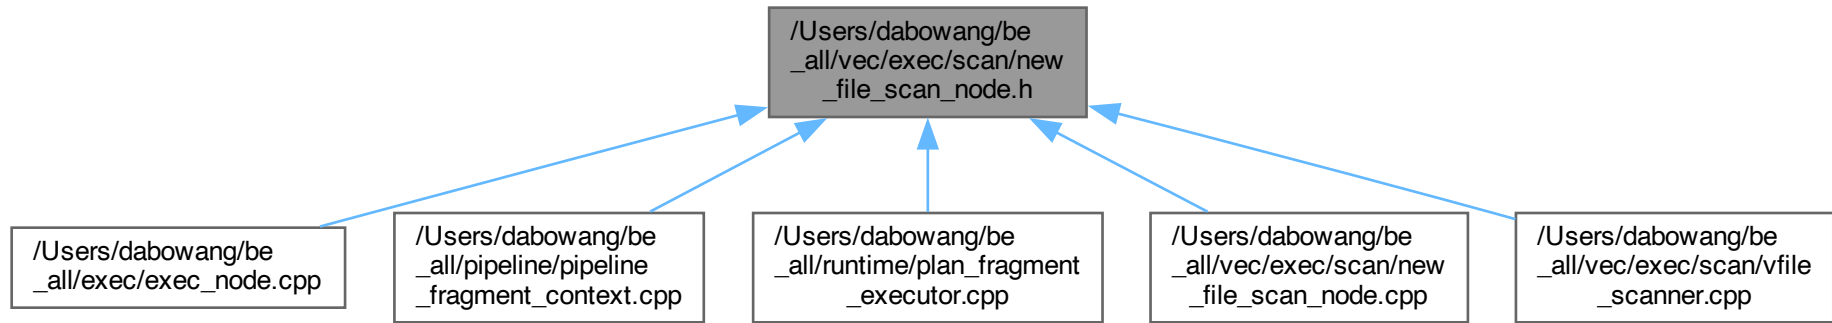 /Users/dabowang/be
_all/vec/exec/scan/new
_file_scan_node.h
/Users/dabowang/be
_all/exec/exec_node.cpp
/Users/dabowang/be
_all/pipeline/pipeline
_fragment_context.cpp
/Users/dabowang/be
_all/runtime/plan_fragment
_executor.cpp
/Users/dabowang/be
_all/vec/exec/scan/new
_file_scan_node.cpp
/Users/dabowang/be
_all/vec/exec/scan/vfile
_scanner.cpp